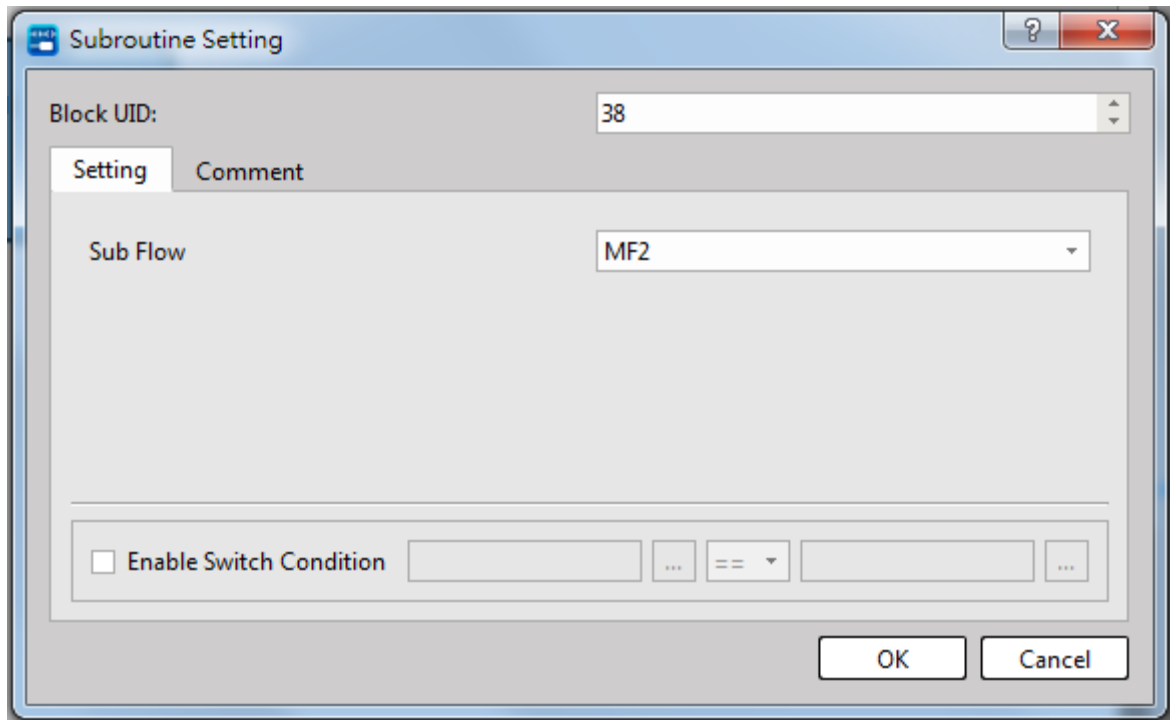 Subroutine Setting
Block UID: 38
Setting Comment
Sub Flow MF2
Enable Switch Condition ... == ...
OK Cancel